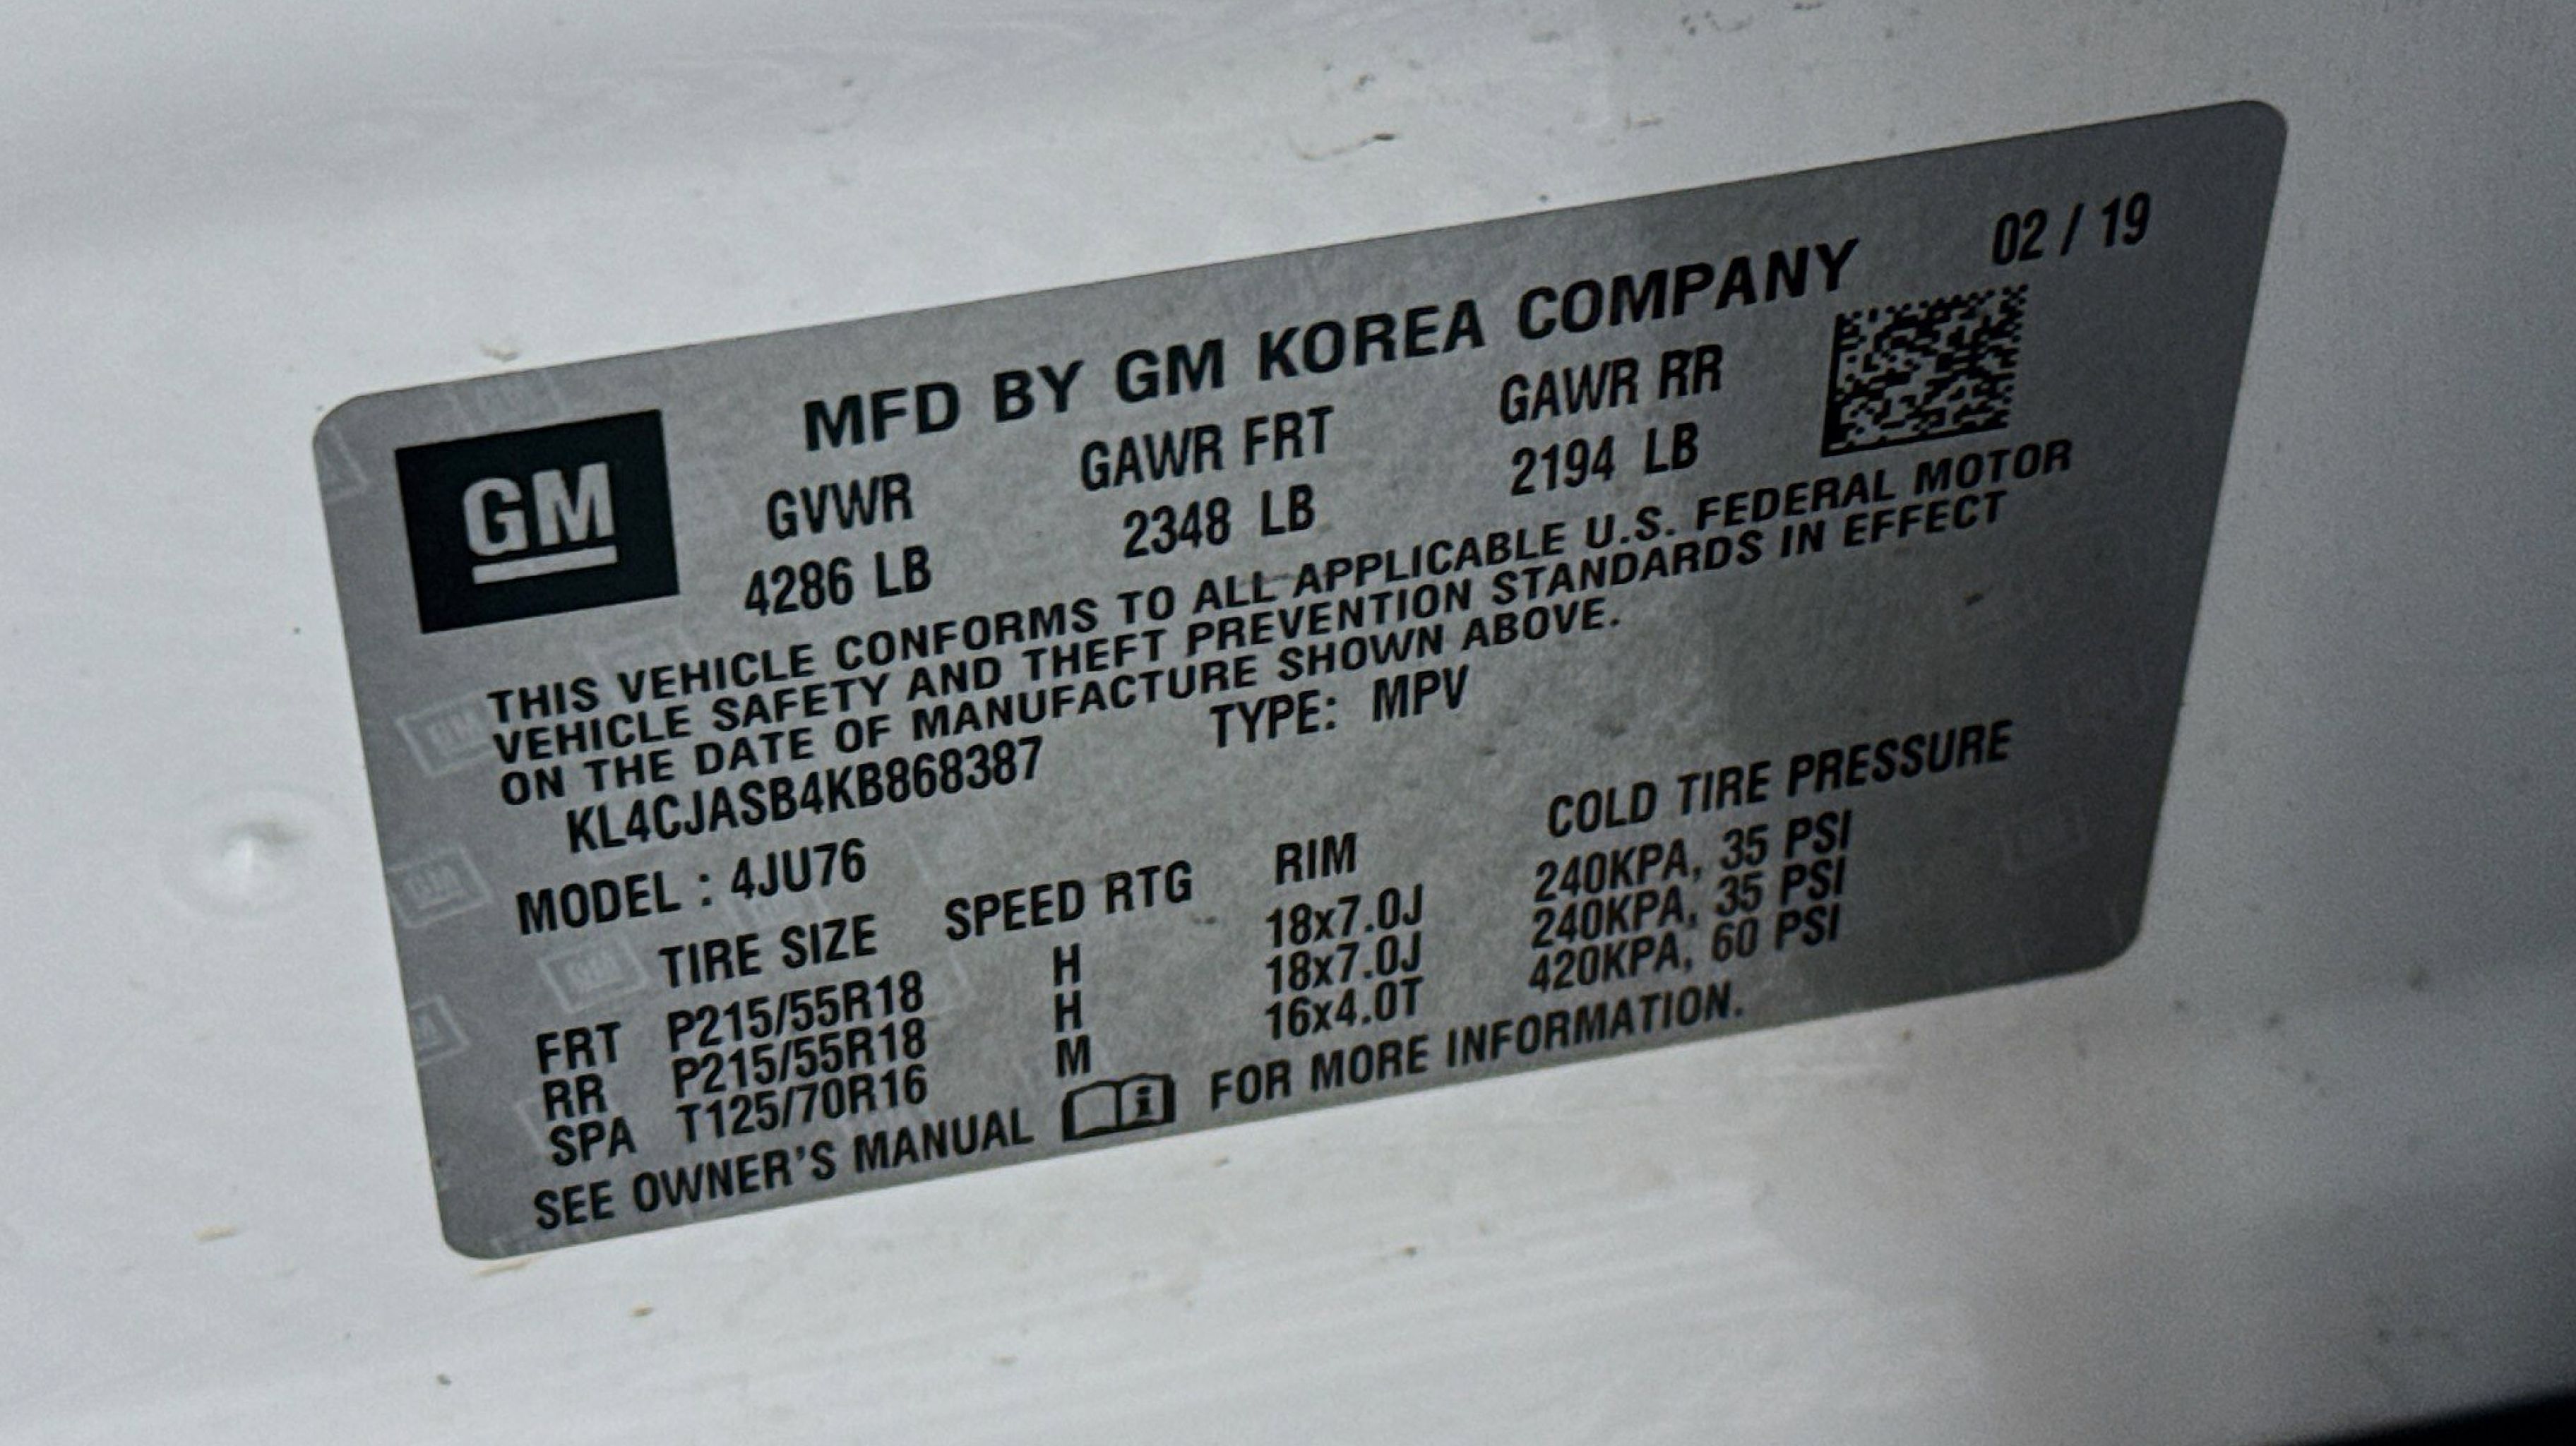 MFD BY GM KOREA COMPANY 02 / 19
GM
GVWR GAWR FRT GAWR RR
4286 LB 2348 LB 2194 LB
THIS VEHICLE CONFORMS TO ALL APPLICABLE U.S. FEDERAL MOTOR
VEHICLE SAFETY AND THEFT PREVENTION STANDARDS IN EFFECT
ON THE DATE OF MANUFACTURE SHOWN ABOVE.
KL4CJASB4KB868387 TYPE: MPV
MODEL : 4JU76
TIRE SIZE SPEED RTG RIM COLD TIRE PRESSURE
FRT P215/55R18 H 18x7.0J 240KPA, 35 PSI
RR P215/55R18 H 18x7.0J 240KPA, 35 PSI
SPA T125/70R16 M 16x4.0T 420KPA, 60 PSI
SEE OWNER'S MANUAL i FOR MORE INFORMATION.